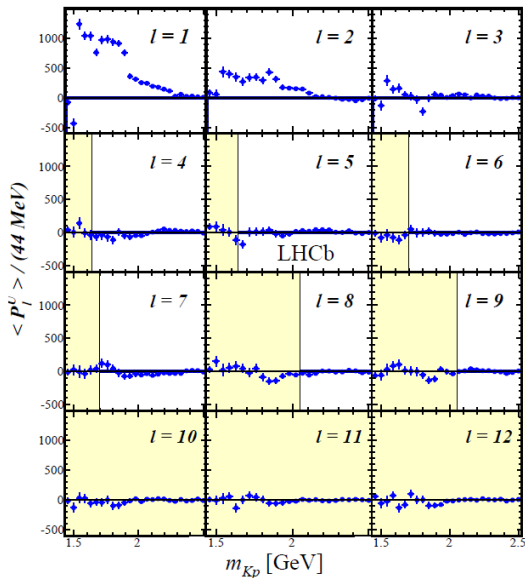 1000
500
0
-500
l = 1
l = 2
l = 3
1000
500
0
-500
l = 4
l = 5
l = 6
LHCb
1000
500
0
-500
l = 7
l = 8
l = 9
1000
500
0
-500
l = 10
l = 11
l = 12
1.5 2 1.5 2 1.5 2 2.5
< P_l^U > / (44 MeV)
m_Kp [GeV]